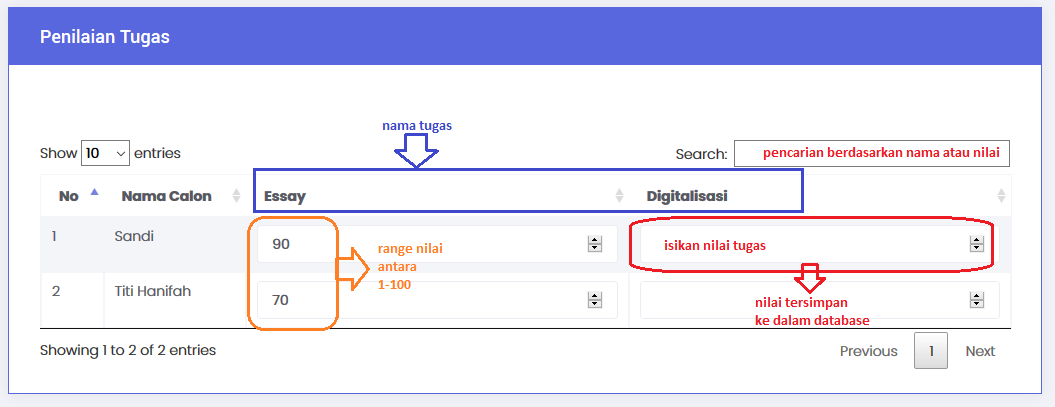 Penilaian Tugas
nama tugas
Show 10 entries
Search: pencarian berdasarkan nama atau nilai
No Nama Calon Essay Digitalisasi
1 Sandi 90 isikan nilai tugas
range nilai
antara
1-100
2 Titi Hanifah 70
nilai tersimpan
ke dalam database
Showing 1 to 2 of 2 entries
Previous 1 Next